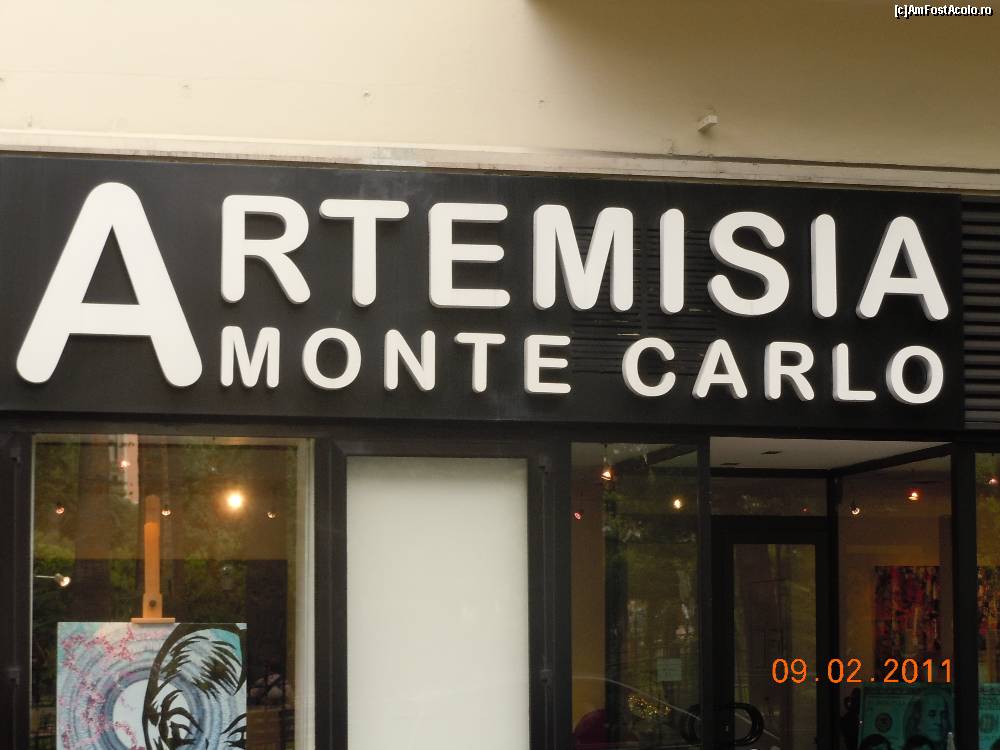 [c]AmFostAcolo.ro
ARTEMISIA
MONTE CARLO
09.02.2011